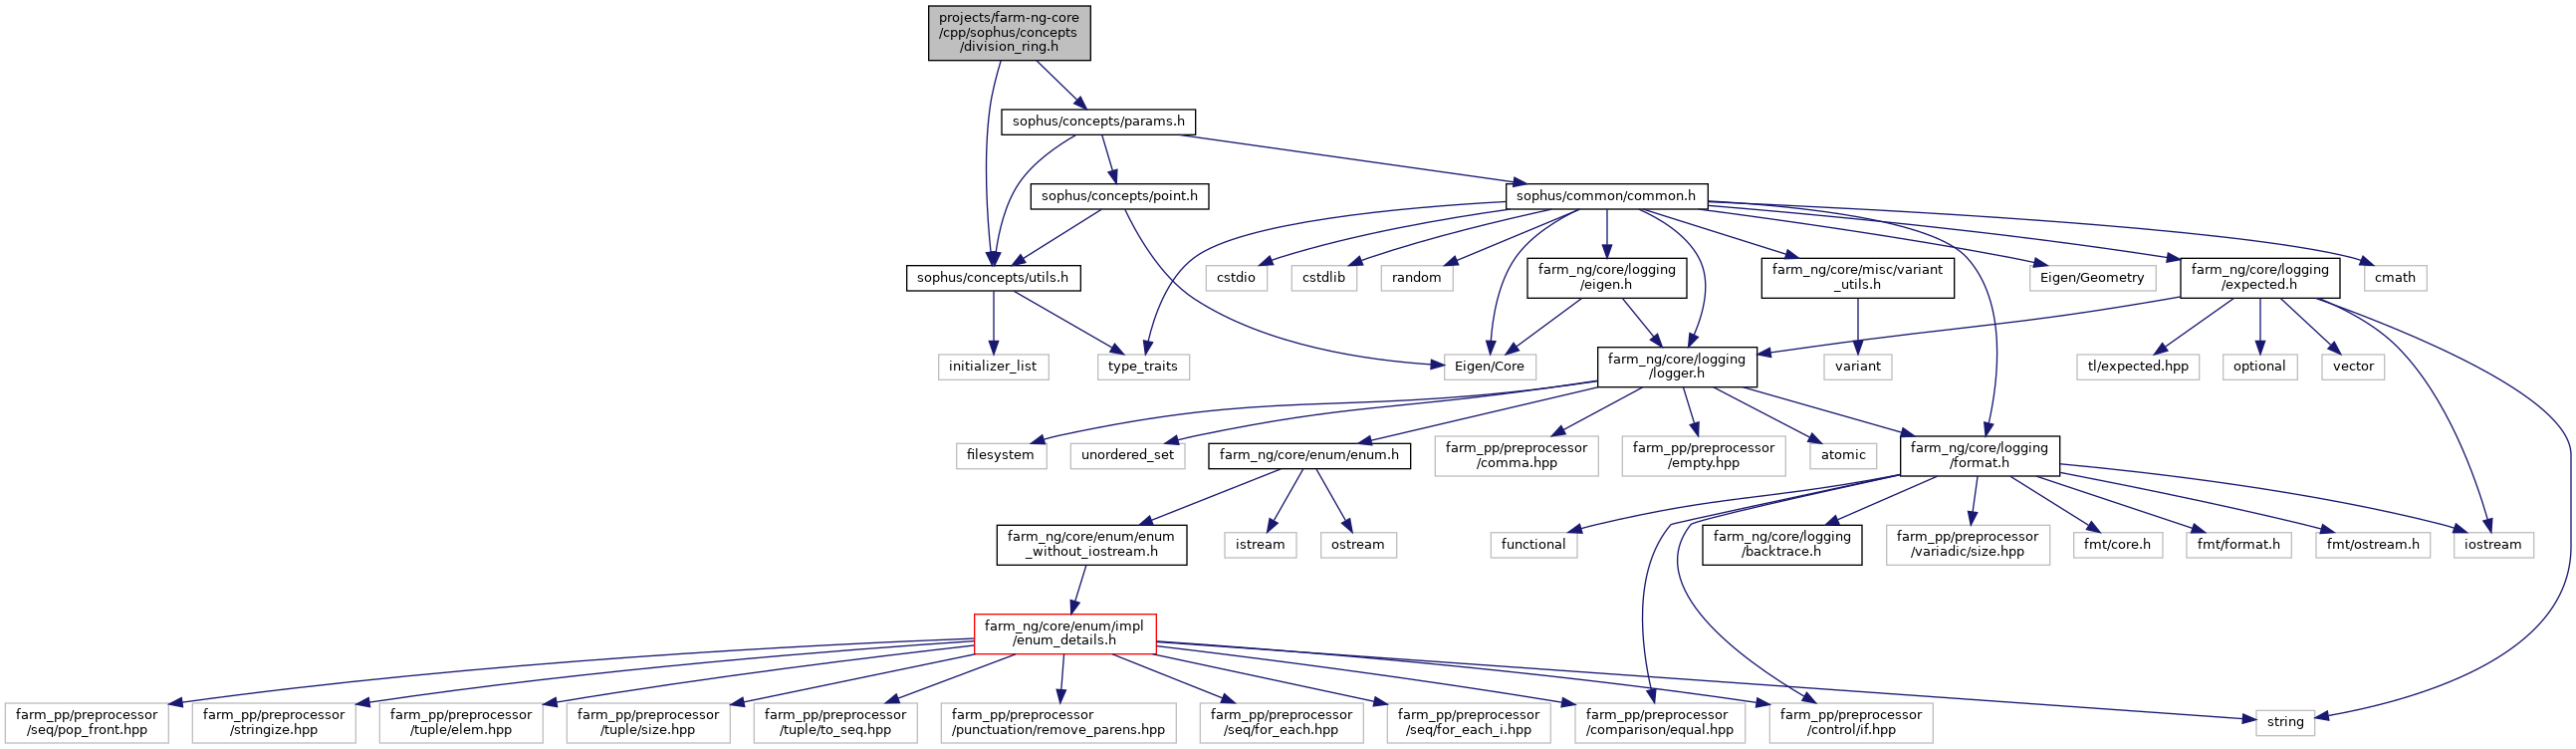 projects/farm-ng-core
/cpp/sophus/concepts
/division_ring.h
sophus/concepts/params.h
sophus/concepts/point.h
sophus/common/common.h
sophus/concepts/utils.h
cstdio
cstdlib
random
farm_ng/core/logging
/eigen.h
farm_ng/core/misc/variant
_utils.h
Eigen/Geometry
farm_ng/core/logging
/expected.h
cmath
initializer_list
type_traits
Eigen/Core
farm_ng/core/logging
/logger.h
variant
tl/expected.hpp
optional
vector
filesystem
unordered_set
farm_ng/core/enum/enum.h
farm_pp/preprocessor
/comma.hpp
farm_pp/preprocessor
/empty.hpp
atomic
farm_ng/core/logging
/format.h
farm_ng/core/enum/enum
_without_iostream.h
istream
ostream
functional
farm_ng/core/logging
/backtrace.h
farm_pp/preprocessor
/variadic/size.hpp
fmt/core.h
fmt/format.h
fmt/ostream.h
iostream
farm_ng/core/enum/impl
/enum_details.h
farm_pp/preprocessor
/seq/pop_front.hpp
farm_pp/preprocessor
/stringize.hpp
farm_pp/preprocessor
/tuple/elem.hpp
farm_pp/preprocessor
/tuple/size.hpp
farm_pp/preprocessor
/tuple/to_seq.hpp
farm_pp/preprocessor
/punctuation/remove_parens.hpp
farm_pp/preprocessor
/seq/for_each.hpp
farm_pp/preprocessor
/seq/for_each_i.hpp
farm_pp/preprocessor
/comparison/equal.hpp
farm_pp/preprocessor
/control/if.hpp
string